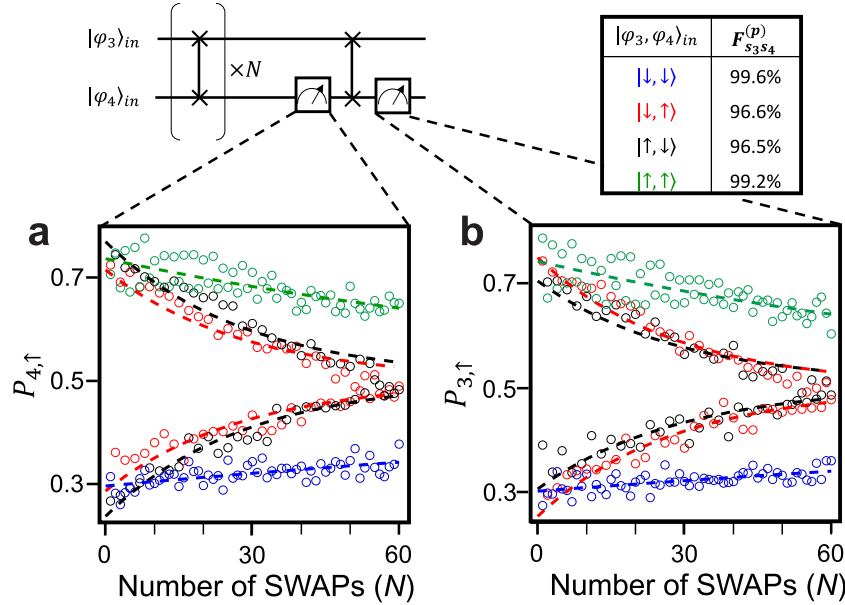 |φ₃⟩ᵢₙ
×N
|φ₄⟩ᵢₙ
|φ₃, φ₄⟩ᵢₙ F⁽ᵖ⁾ₛ₃ₛ₄
|↓, ↓⟩ 99.6%
|↓, ↑⟩ 96.6%
|↑, ↓⟩ 96.5%
|↑, ↑⟩ 99.2%
a
0.7
0.5
0.3
P₄,↑
0 30 60
Number of SWAPs (N)
b
0.7
0.5
0.3
P₃,↑
0 30 60
Number of SWAPs (N)